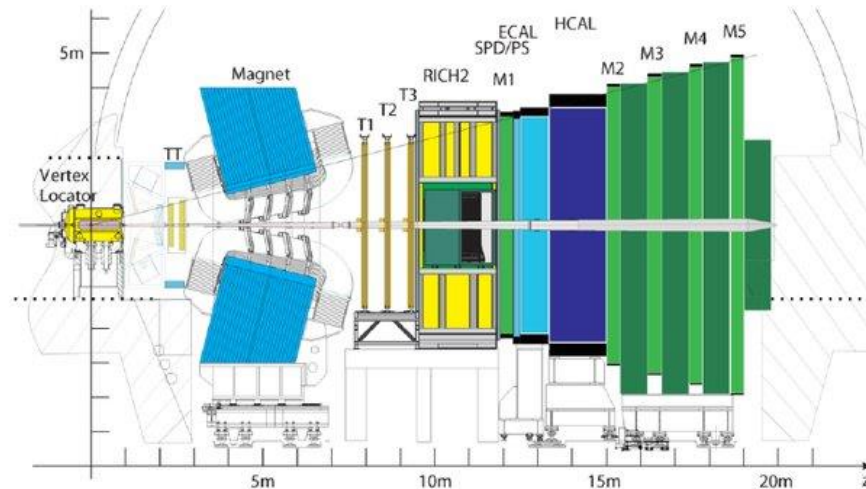 5m
Magnet
TT
Vertex
Locator
T1
T2
T3
RICH2
M1
SPD/PS
ECAL
HCAL
M2
M3
M4
M5
5m
10m
15m
20m